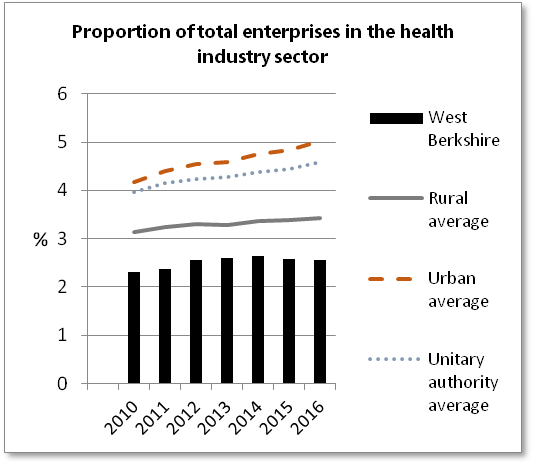 Proportion of total enterprises in the health
industry sector
6
5
4
3
2
1
0
%
2010
2011
2012
2013
2014
2015
2016
West
Berkshire
Rural
average
Urban
average
Unitary
authority
average